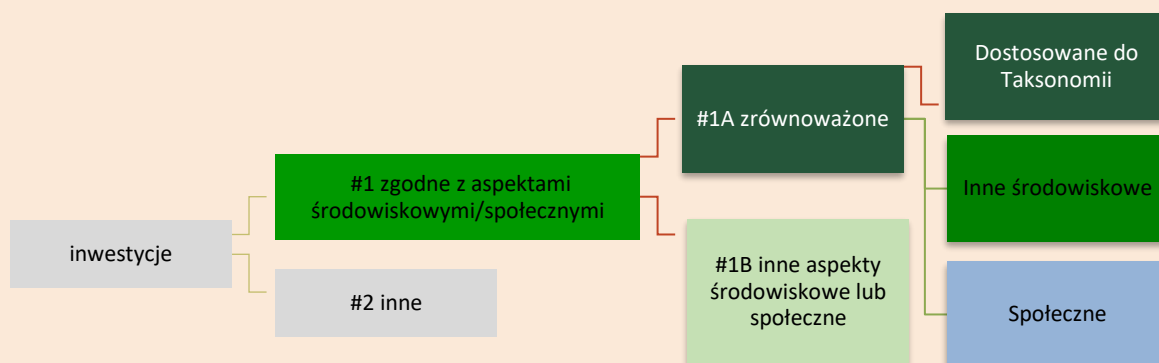 inwestycje
#1 zgodne z aspektami
środowiskowymi/społecznymi
#2 inne
#1A zrównoważone
#1B inne aspekty
środowiskowe lub
społeczne
Dostosowane do
Taksonomii
Inne środowiskowe
Społeczne